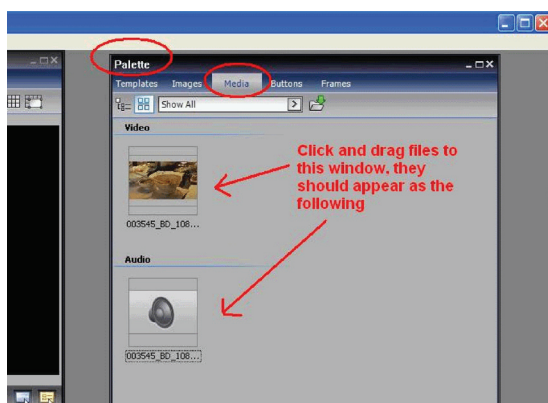 Palette
Templates Images Media Buttons Frames
Show All
Video
Click and drag files to
this window, they
should appear as the
following
003545_BD_108...
Audio
003545_BD_108...